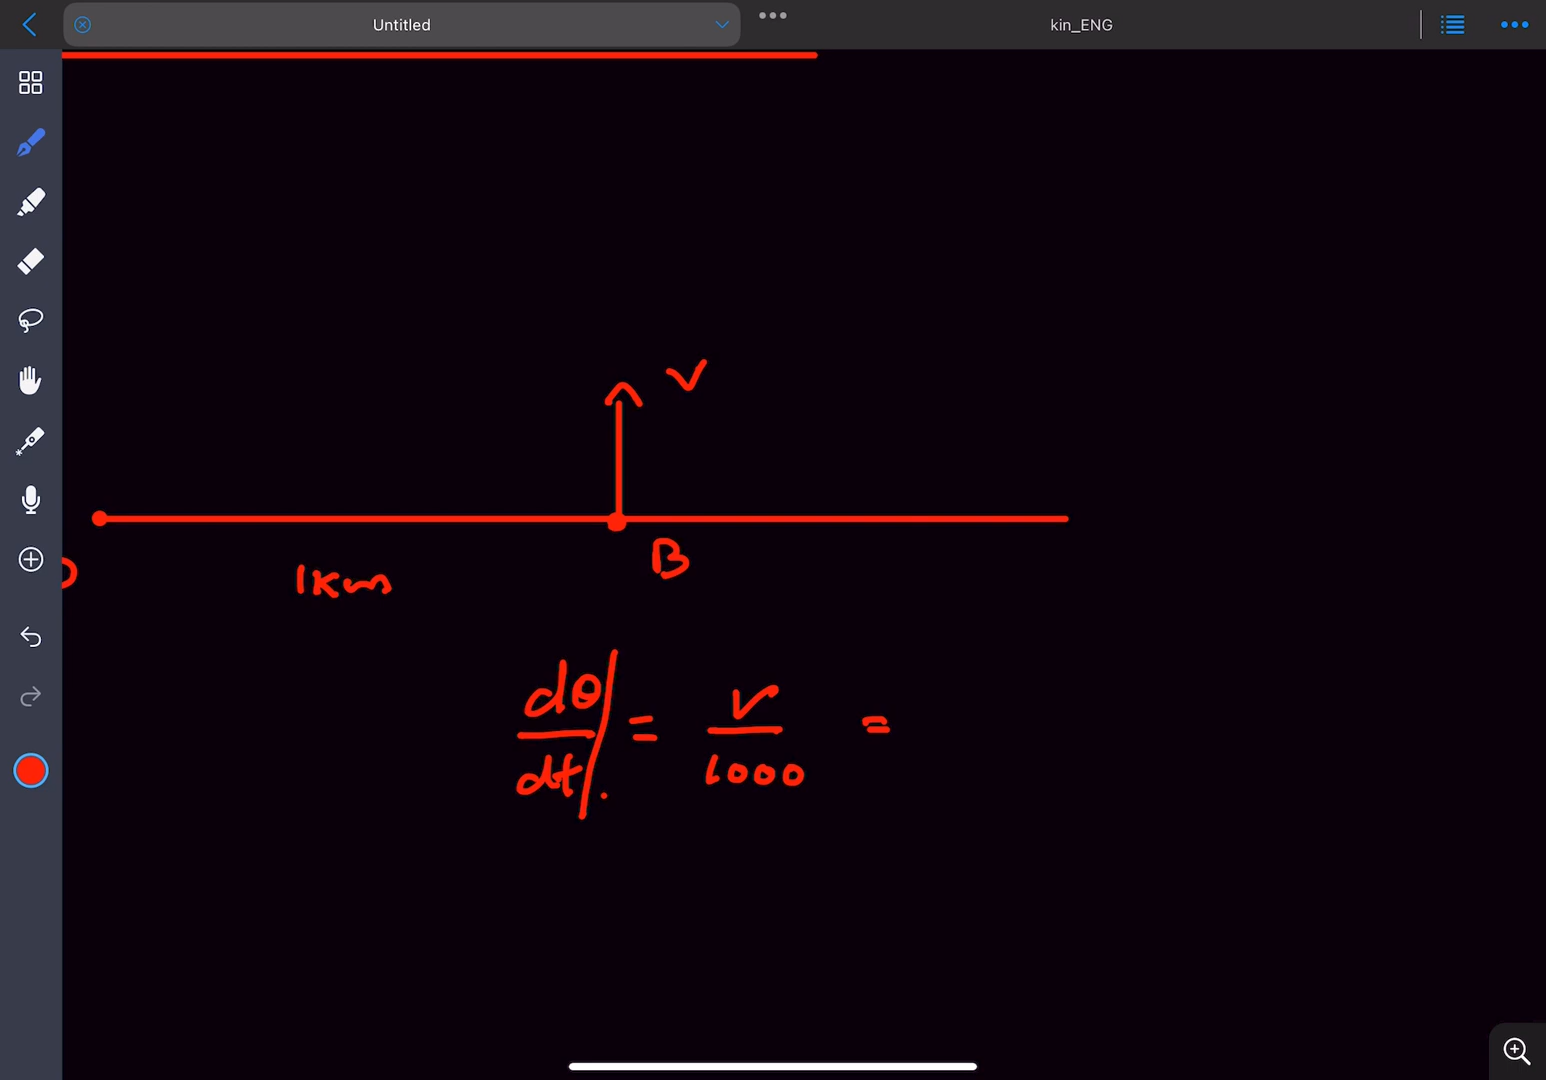 Untitled
kin_ENG
V
B
1km
dθ/dt| = v/1000 =